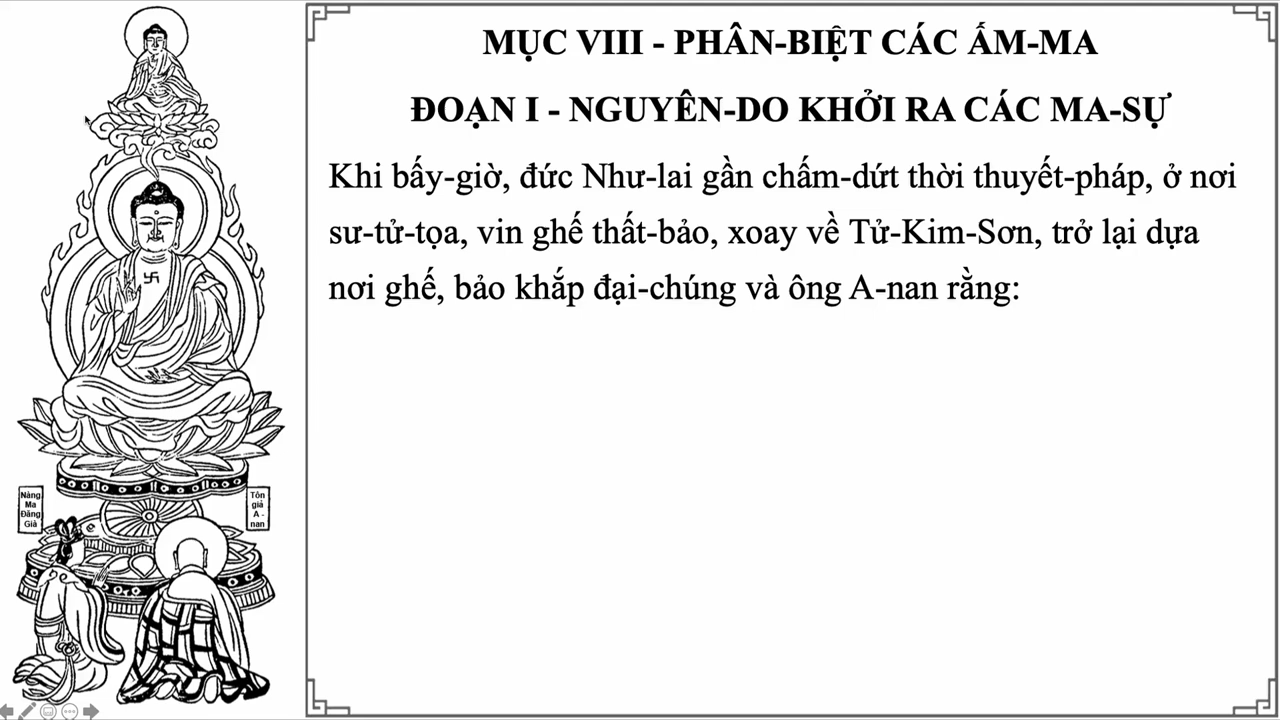 MỤC VIII - PHÂN-BIỆT CÁC ẤM-MA
ĐOẠN I - NGUYÊN-DO KHỞI RA CÁC MA-SỰ
Khi bấy-giờ, đức Như-lai gần chấm-dứt thời thuyết-pháp, ở nơi
sư-tử-tọa, vin ghế thất-bảo, xoay về Tử-Kim-Sơn, trở lại dựa
nơi ghế, bảo khắp đại-chúng và ông A-nan rằng:
Nàng
Ma
Đăng
Già
Tôn
giả
A -
nan